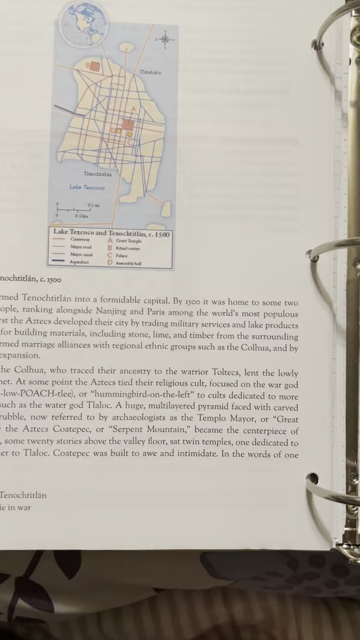 Tlatelolco
Tenochtitlán
Lake Texcoco
0.5 mi
0.5 km
Lake Texcoco and Tenochtitlán, c. 1500
Causeway A Great Temple
Major road B Ritual center
Major canal C Palace
Aqueduct D Assembly hall
nochtitlán, c. 1500
rmed Tenochtitlán into a formidable capital. By 1500 it was home to some two
ople, ranking alongside Nanjing and Paris among the world's most populous
rst the Aztecs developed their city by trading military services and lake products
for building materials, including stone, lime, and timber from the surrounding
rmed marriage alliances with regional ethnic groups such as the Colhua, and by
expansion.
he Colhua, who traced their ancestry to the warrior Toltecs, lent the lowly
het. At some point the Aztecs tied their religious cult, focused on the war god
-low-POACH-tlee), or "hummingbird-on-the-left" to cults dedicated to more
such as the water god Tlaloc. A huge, multilayered pyramid faced with carved
rubble, now referred to by archaeologists as the Templo Mayor, or "Great
the Aztecs Coatepec, or "Serpent Mountain," became the centerpiece of
, some twenty stories above the valley floor, sat twin temples, one dedicated to
er to Tlaloc. Coatepec was built to awe and intimidate. In the words of one
Tenochtitlán
ie in war